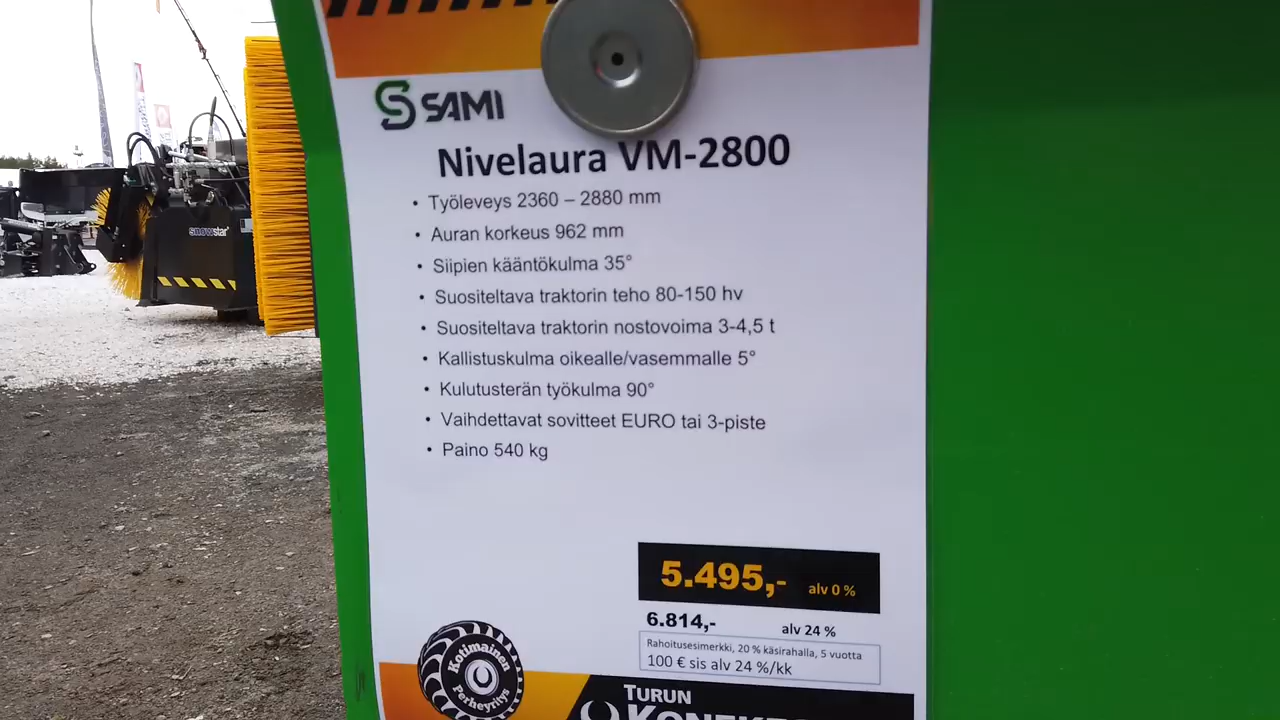 SAMI
Nivelaura VM-2800
• Työleveys 2360 – 2880 mm
• Auran korkeus 962 mm
• Siipien kääntökulma 35°
• Suositeltava traktorin teho 80-150 hv
• Suositeltava traktorin nostovoima 3-4,5 t
• Kallistuskulma oikealle/vasemmalle 5°
• Kulutusterän työkulma 90°
• Vaihdettavat sovitteet EURO tai 3-piste
• Paino 540 kg
5.495,- alv 0 %
6.814,- alv 24 %
Rahoitusesimerkki, 20 % käsirahalla, 5 vuotta
100 € sis alv 24 %/kk
Kotimainen
Perheyritys
TURUN
snowstar